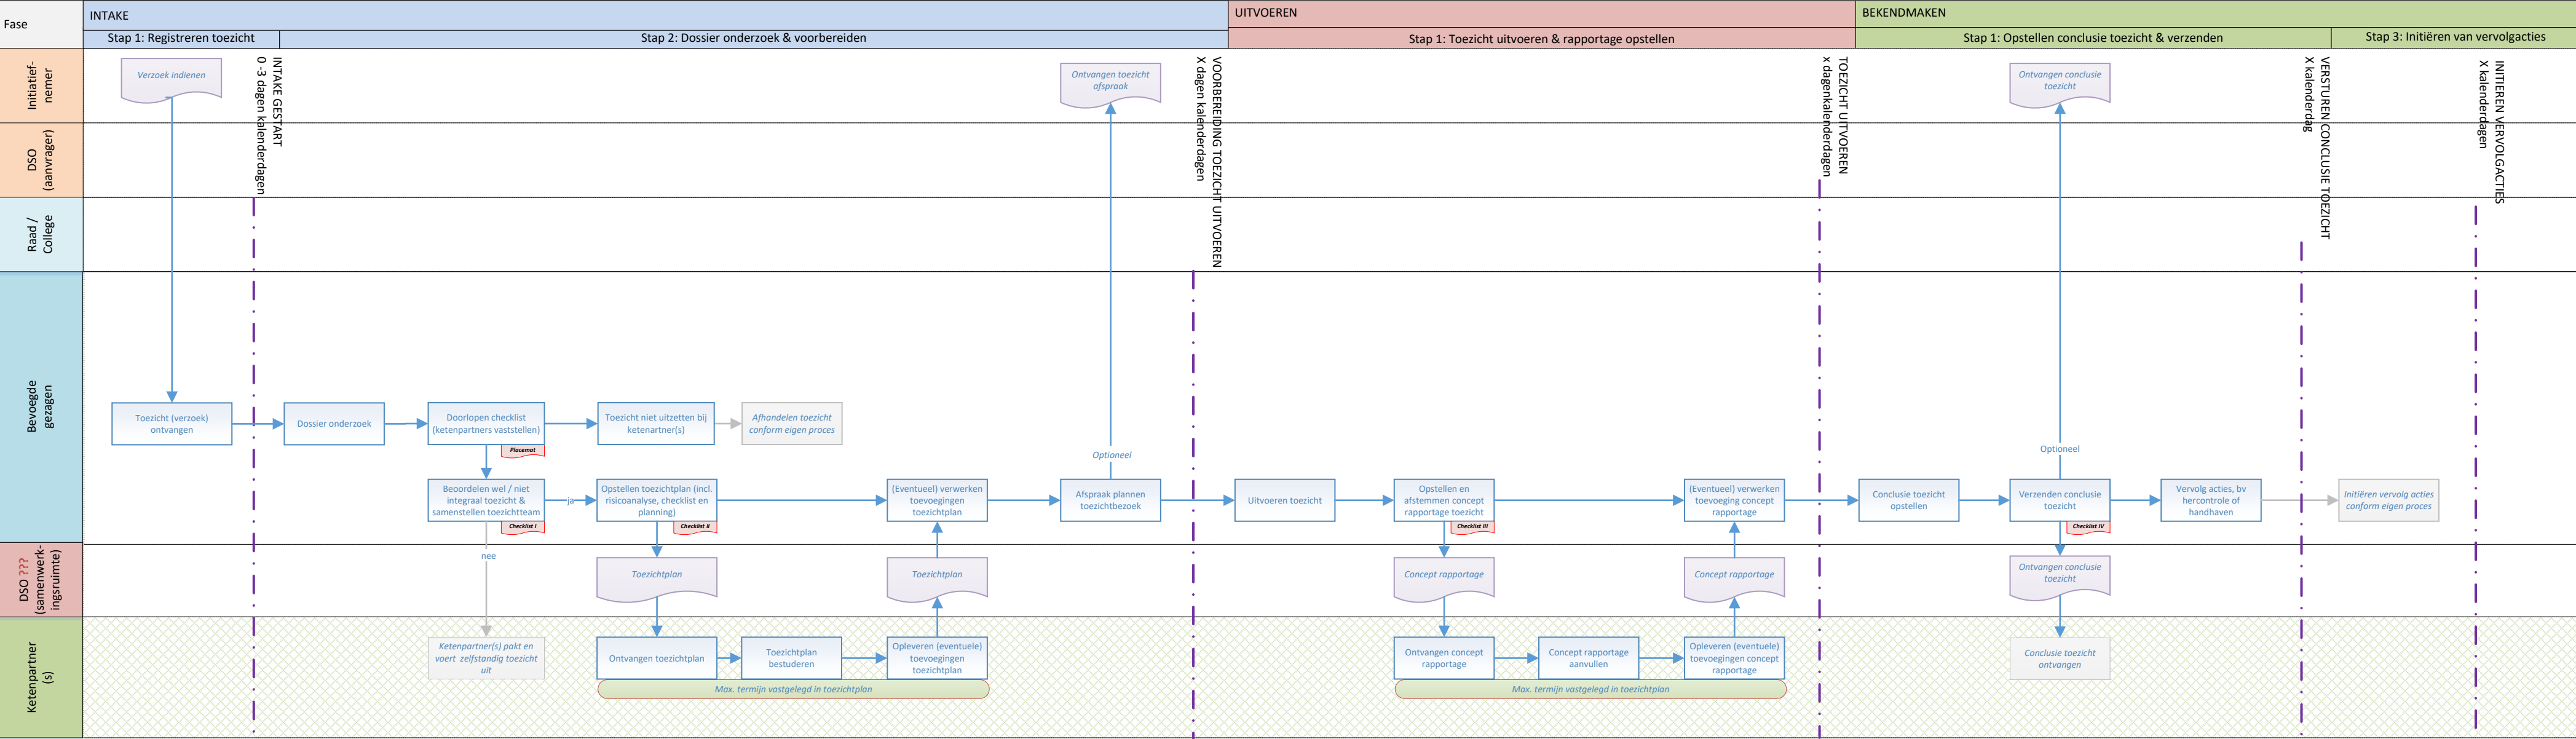 Fase
INTAKE
UITVOEREN
BEKENDMAKEN
Stap 1: Registreren toezicht
Stap 2: Dossier onderzoek & voorbereiden
Stap 1: Toezicht uitvoeren & rapportage opstellen
Stap 1: Opstellen conclusie toezicht & verzenden
Stap 3: Initiëren van vervolgacties
Initiatief-
nemer
Verzoek indienen
INTAKE GESTART
0 -3 dagen kalenderdagen
Ontvangen toezicht
afspraak
VOORBEREIDING TOEZICHT UITVOEREN
X dagen kalenderdagen
TOEZICHT UITVOEREN
x dagenkalenderdagen
Ontvangen conclusie
toezicht
VERSTUREN CONCLUSIE TOEZICHT
X kalenderdag
INITIEREN VERVOLGACTIES
X kalenderdagen
DSO
(aanvrager)
Raad /
College
Bevoegde
gezagen
Toezicht (verzoek)
ontvangen
Dossier onderzoek
Doorlopen checklist
(ketenpartners vaststellen)
Placemat
Toezicht niet uitzetten bij
ketenartner(s)
Afhandelen toezicht
conform eigen proces
Beoordelen wel / niet
integraal toezicht &
samenstellen toezichtteam
Checklist I
ja
Opstellen toezichtplan (incl.
risicoanalyse, checklist en
planning)
Checklist II
(Eventueel) verwerken
toevoegingen
toezichtplan
Optioneel
Afspraak plannen
toezichtbezoek
Uitvoeren toezicht
Opstellen en
afstemmen concept
rapportage toezicht
Checklist III
(Eventueel) verwerken
toevoeging concept
rapportage
Conclusie toezicht
opstellen
Optioneel
Verzenden conclusie
toezicht
Checklist IV
Vervolg acties, bv
hercontrole of
handhaven
Initiëren vervolg acties
conform eigen proces
DSO ???
(samenwerk-
ingsruimte)
nee
Toezichtplan
Toezichtplan
Concept rapportage
Concept rapportage
Ontvangen conclusie
toezicht
Ketenpartner
(s)
Ketenpartner(s) pakt en
voert zelfstandig toezicht
uit
Ontvangen toezichtplan
Toezichtplan
bestuderen
Opleveren (eventuele)
toevoegingen
toezichtplan
Max. termijn vastgelegd in toezichtplan
Ontvangen concept
rapportage
Concept rapportage
aanvullen
Opleveren (eventuele)
toevoegingen concept
rapportage
Max. termijn vastgelegd in toezichtplan
Conclusie toezicht
ontvangen